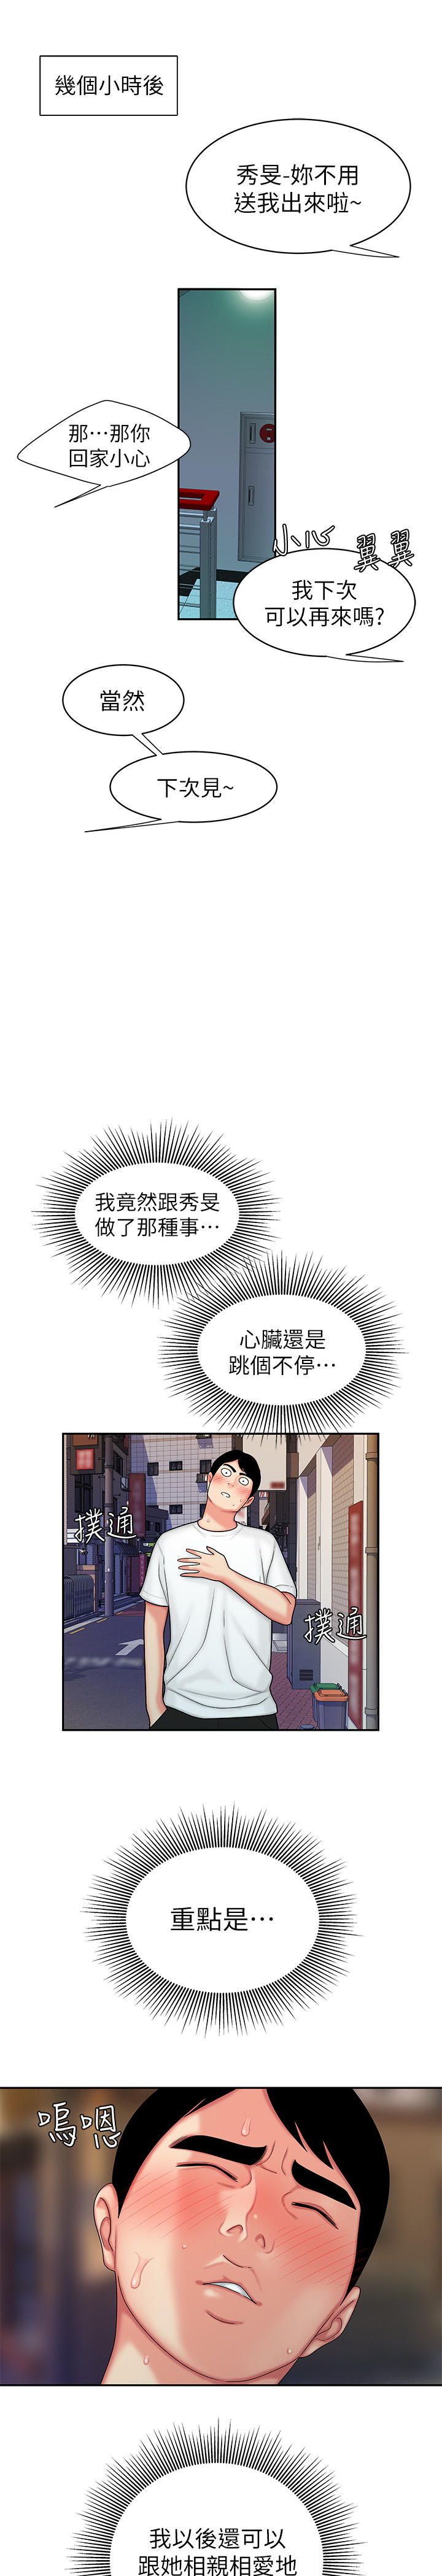 幾個小時後
秀旻-妳不用
送我出來啦~
那…那你
回家小心
小心翼翼
我下次
可以再來嗎?
當然
下次見~
我竟然跟秀旻
做了那種事…
心臟還是
跳個不停…
撲通
撲通
重點是…
嗚嗯
我以後還可以
跟她相親相愛地